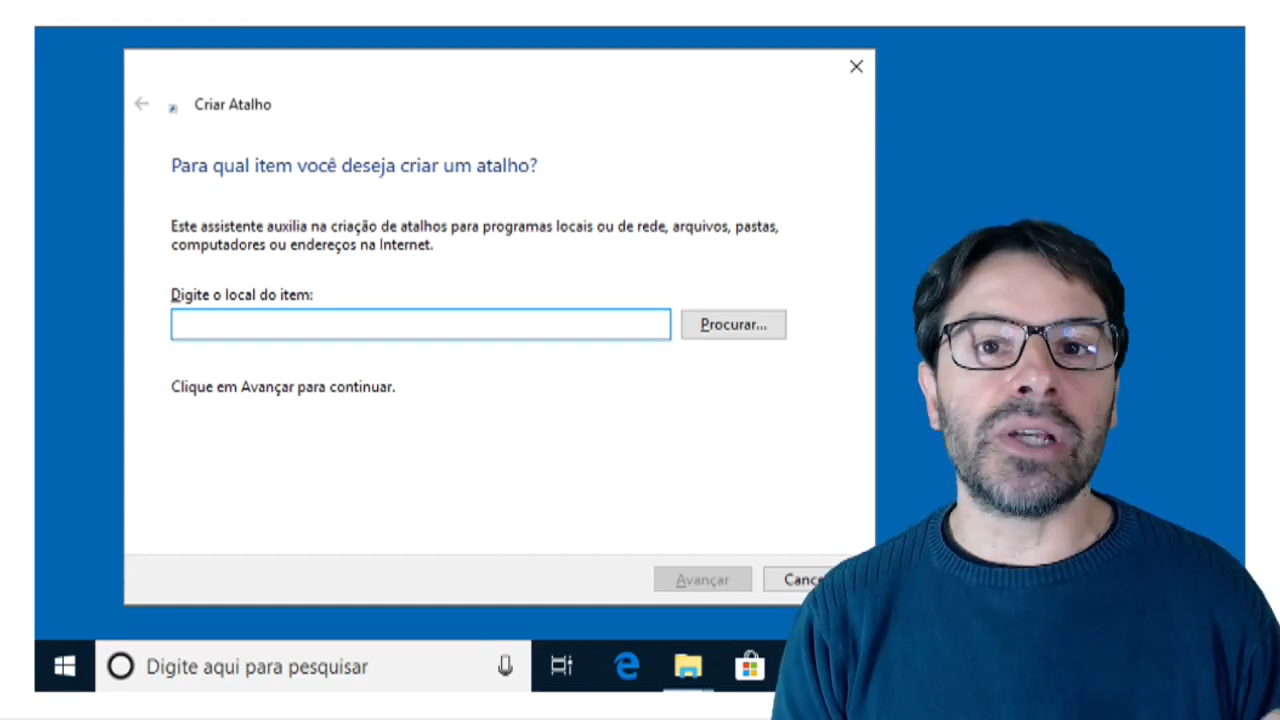 Criar Atalho
Para qual item você deseja criar um atalho?
Este assistente auxilia na criação de atalhos para programas locais ou de rede, arquivos, pastas,
computadores ou endereços na Internet.
Digite o local do item:
Procurar...
Clique em Avançar para continuar.
Avançar
Cance
Digite aqui para pesquisar